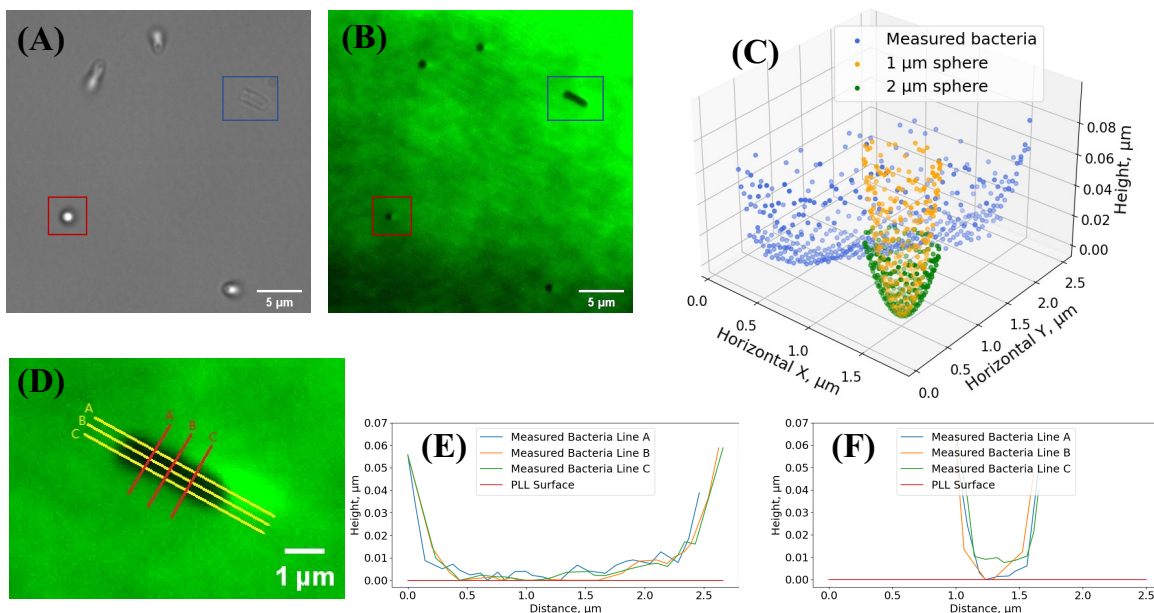 (A)
5 µm
(B)
5 µm
(C)
Measured bacteria
1 µm sphere
2 µm sphere
0.08
0.06
0.04
0.02
0.00
Height, µm
0.0
0.5
1.0
1.5
Horizontal X, µm
0.0
0.5
1.0
1.5
2.0
2.5
Horizontal Y, µm
(D)
A
B
C
A
B
C
1 µm
(E)
Measured Bacteria Line A
Measured Bacteria Line B
Measured Bacteria Line C
PLL Surface
0.07
0.06
0.05
0.04
0.03
0.02
0.01
0.00
Height, µm
0.0 0.5 1.0 1.5 2.0 2.5
Distance, µm
(F)
Measured Bacteria Line A
Measured Bacteria Line B
Measured Bacteria Line C
PLL Surface
0.07
0.06
0.05
0.04
0.03
0.02
0.01
0.00
Height, µm
0.0 0.5 1.0 1.5 2.0 2.5
Distance, µm